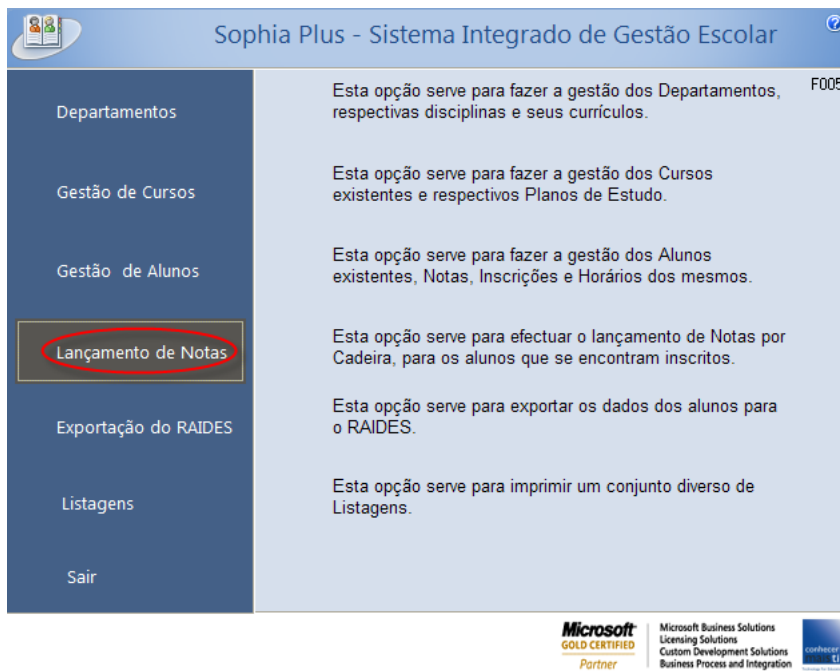 Sophia Plus - Sistema Integrado de Gestão Escolar
F005
Departamentos
Esta opção serve para fazer a gestão dos Departamentos,
respectivas disciplinas e seus currículos.
Gestão de Cursos
Esta opção serve para fazer a gestão dos Cursos
existentes e respectivos Planos de Estudo.
Gestão de Alunos
Esta opção serve para fazer a gestão dos Alunos
existentes, Notas, Inscrições e Horários dos mesmos.
Lançamento de Notas
Esta opção serve para efectuar o lançamento de Notas por
Cadeira, para os alunos que se encontram inscritos.
Exportação do RAIDES
Esta opção serve para exportar os dados dos alunos para
o RAIDES.
Listagens
Esta opção serve para imprimir um conjunto diverso de
Listagens.
Sair
Microsoft
GOLD CERTIFIED
Partner
Microsoft Business Solutions
Licensing Solutions
Custom Development Solutions
Business Process and Integration
conhecer